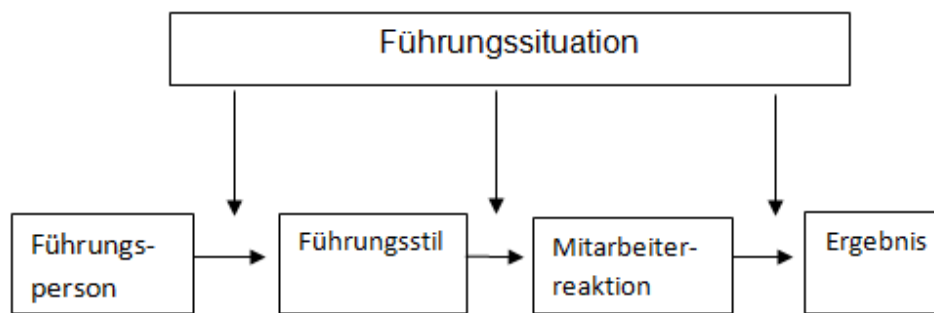 Führungssituation
Führungs-
person
Führungsstil
Mitarbeiter-
reaktion
Ergebnis